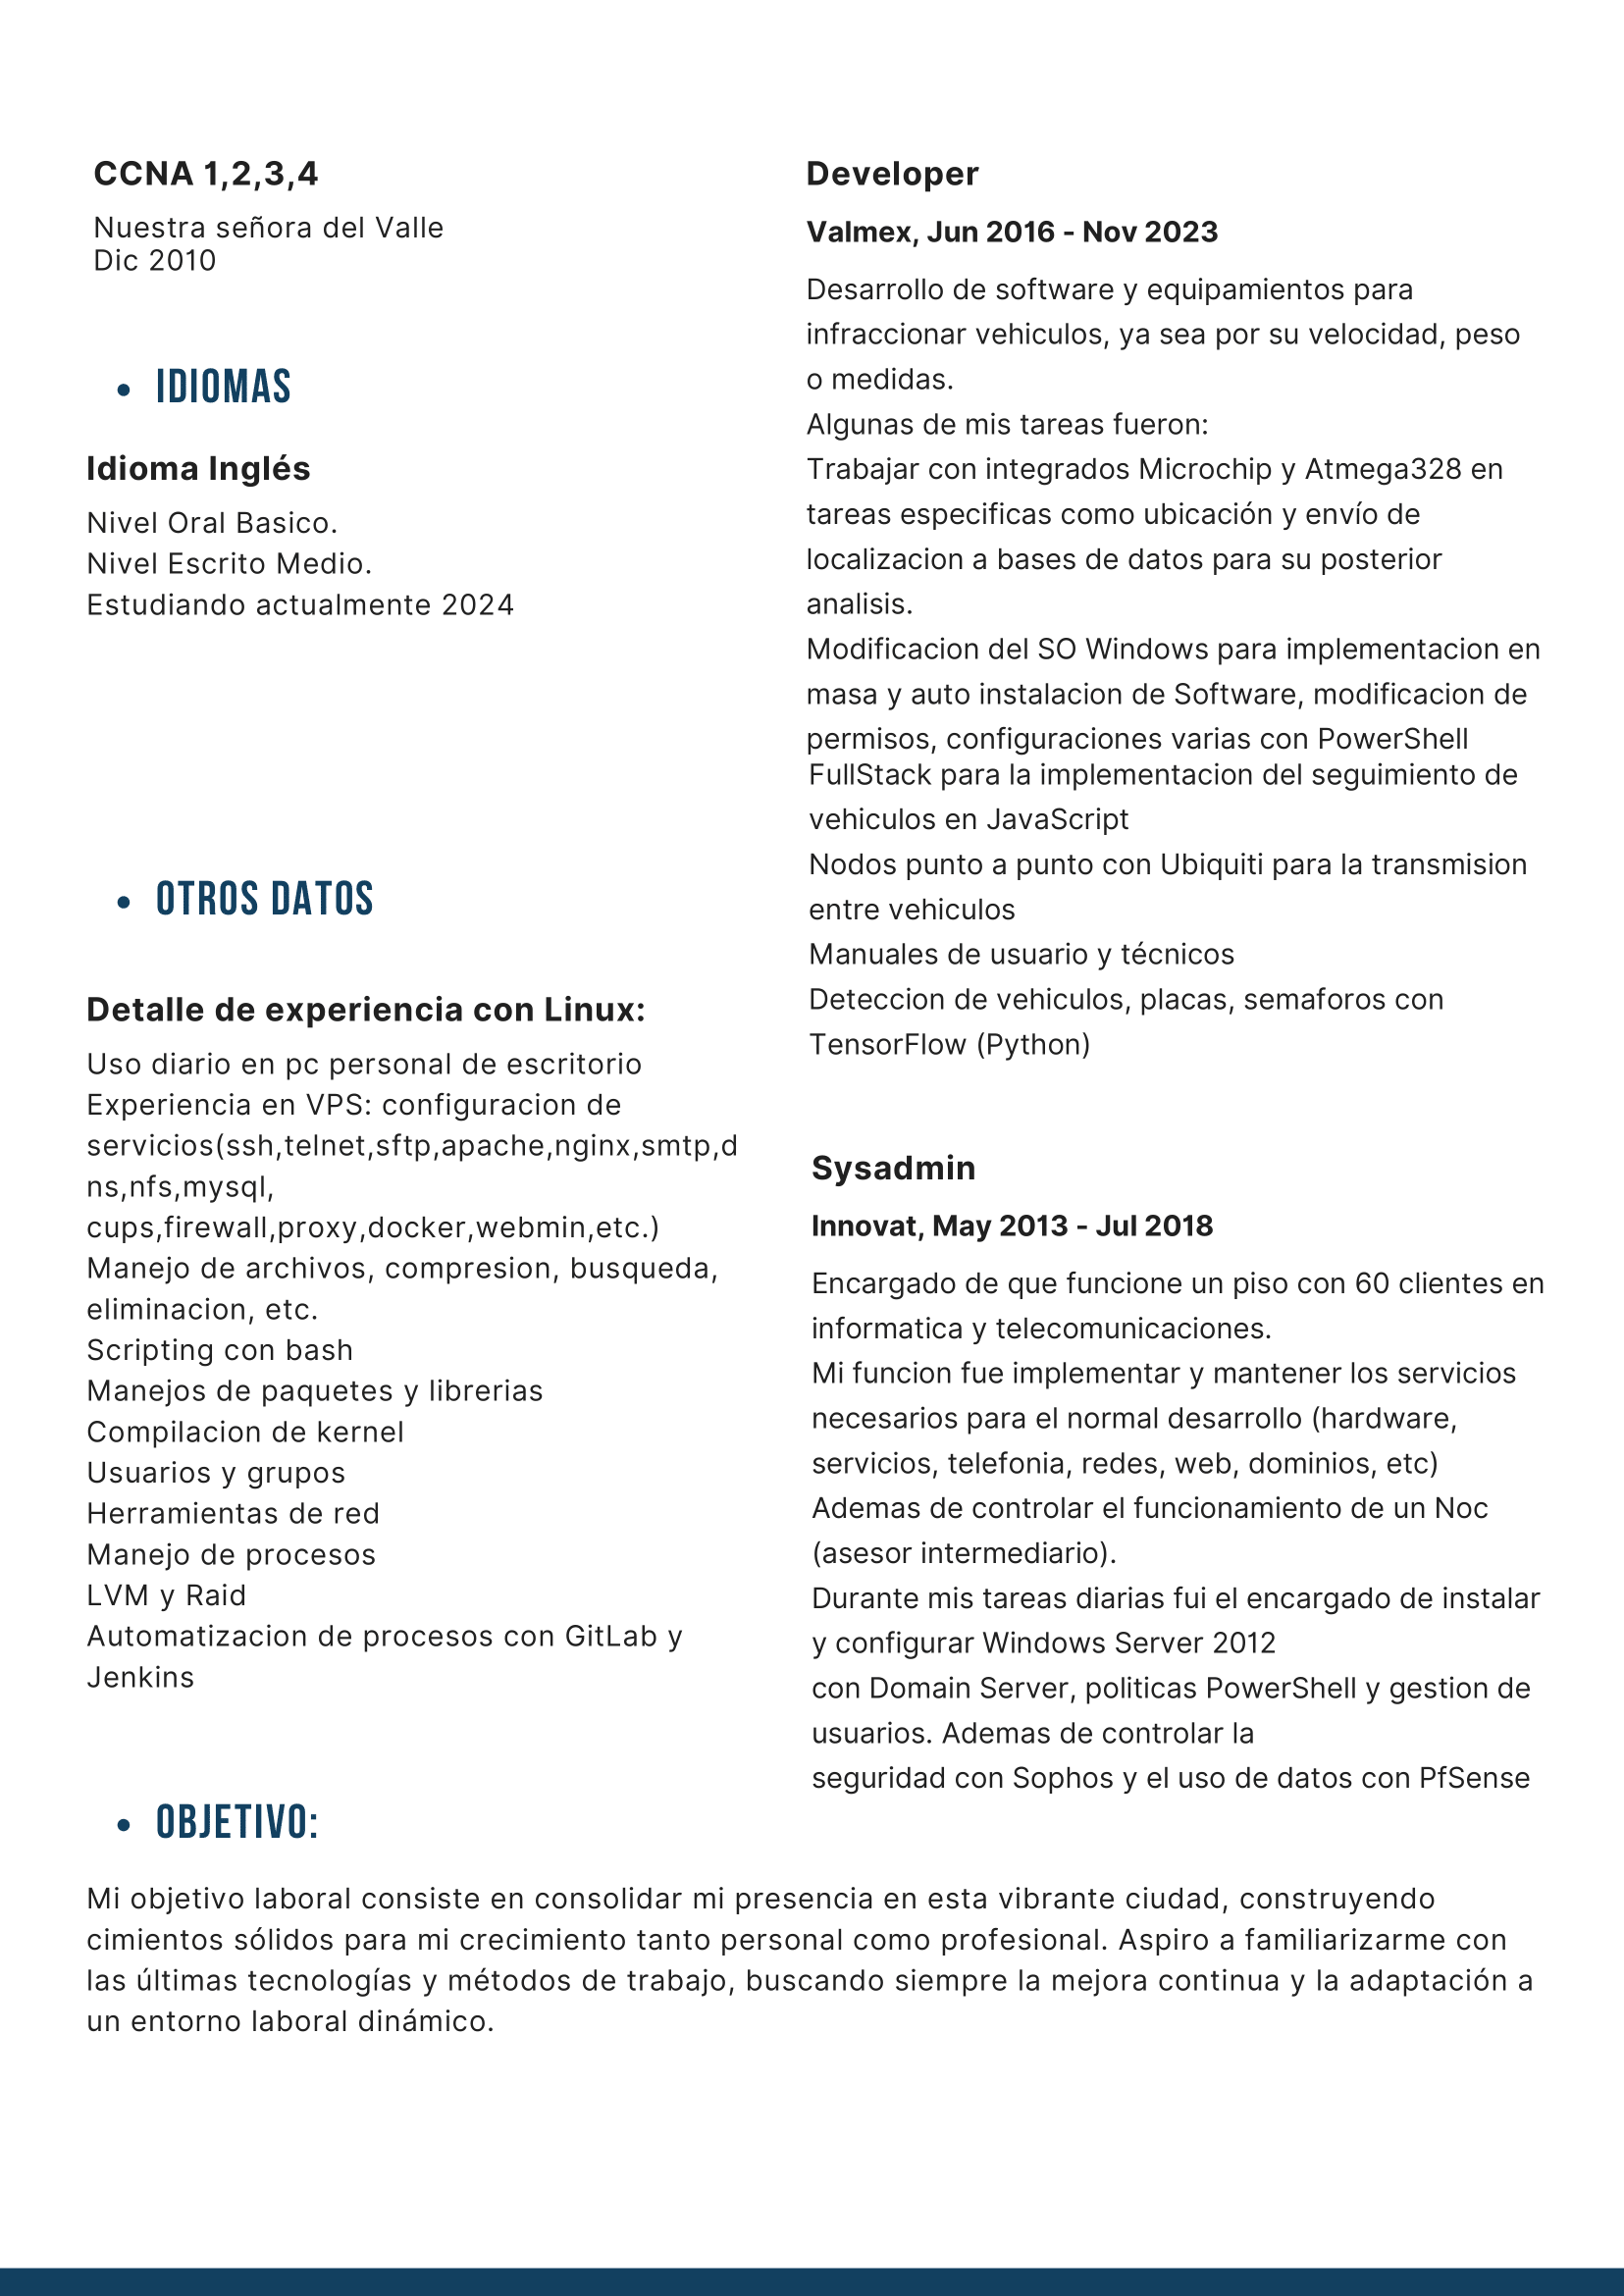 CCNA 1,2,3,4
Nuestra señora del Valle
Dic 2010
IDIOMAS
Idioma Inglés
Nivel Oral Basico.
Nivel Escrito Medio.
Estudiando actualmente 2024
OTROS DATOS
Detalle de experiencia con Linux:
Uso diario en pc personal de escritorio
Experiencia en VPS: configuracion de
servicios(ssh,telnet,sftp,apache,nginx,smtp,d
ns,nfs,mysql,
cups,firewall,proxy,docker,webmin,etc.)
Manejo de archivos, compresion, busqueda,
eliminacion, etc.
Scripting con bash
Manejos de paquetes y librerias
Compilacion de kernel
Usuarios y grupos
Herramientas de red
Manejo de procesos
LVM y Raid
Automatizacion de procesos con GitLab y
Jenkins
Developer
Valmex, Jun 2016 - Nov 2023
Desarrollo de software y equipamientos para
infraccionar vehiculos, ya sea por su velocidad, peso
o medidas.
Algunas de mis tareas fueron:
Trabajar con integrados Microchip y Atmega328 en
tareas especificas como ubicación y envío de
localizacion a bases de datos para su posterior
analisis.
Modificacion del SO Windows para implementacion en
masa y auto instalacion de Software, modificacion de
permisos, configuraciones varias con PowerShell
FullStack para la implementacion del seguimiento de
vehiculos en JavaScript
Nodos punto a punto con Ubiquiti para la transmision
entre vehiculos
Manuales de usuario y técnicos
Deteccion de vehiculos, placas, semaforos con
TensorFlow (Python)
Sysadmin
Innovat, May 2013 - Jul 2018
Encargado de que funcione un piso con 60 clientes en
informatica y telecomunicaciones.
Mi funcion fue implementar y mantener los servicios
necesarios para el normal desarrollo (hardware,
servicios, telefonia, redes, web, dominios, etc)
Ademas de controlar el funcionamiento de un Noc
(asesor intermediario).
Durante mis tareas diarias fui el encargado de instalar
y configurar Windows Server 2012
con Domain Server, politicas PowerShell y gestion de
usuarios. Ademas de controlar la
seguridad con Sophos y el uso de datos con PfSense
OBJETIVO:
Mi objetivo laboral consiste en consolidar mi presencia en esta vibrante ciudad, construyendo
cimientos sólidos para mi crecimiento tanto personal como profesional. Aspiro a familiarizarme con
las últimas tecnologías y métodos de trabajo, buscando siempre la mejora continua y la adaptación a
un entorno laboral dinámico.